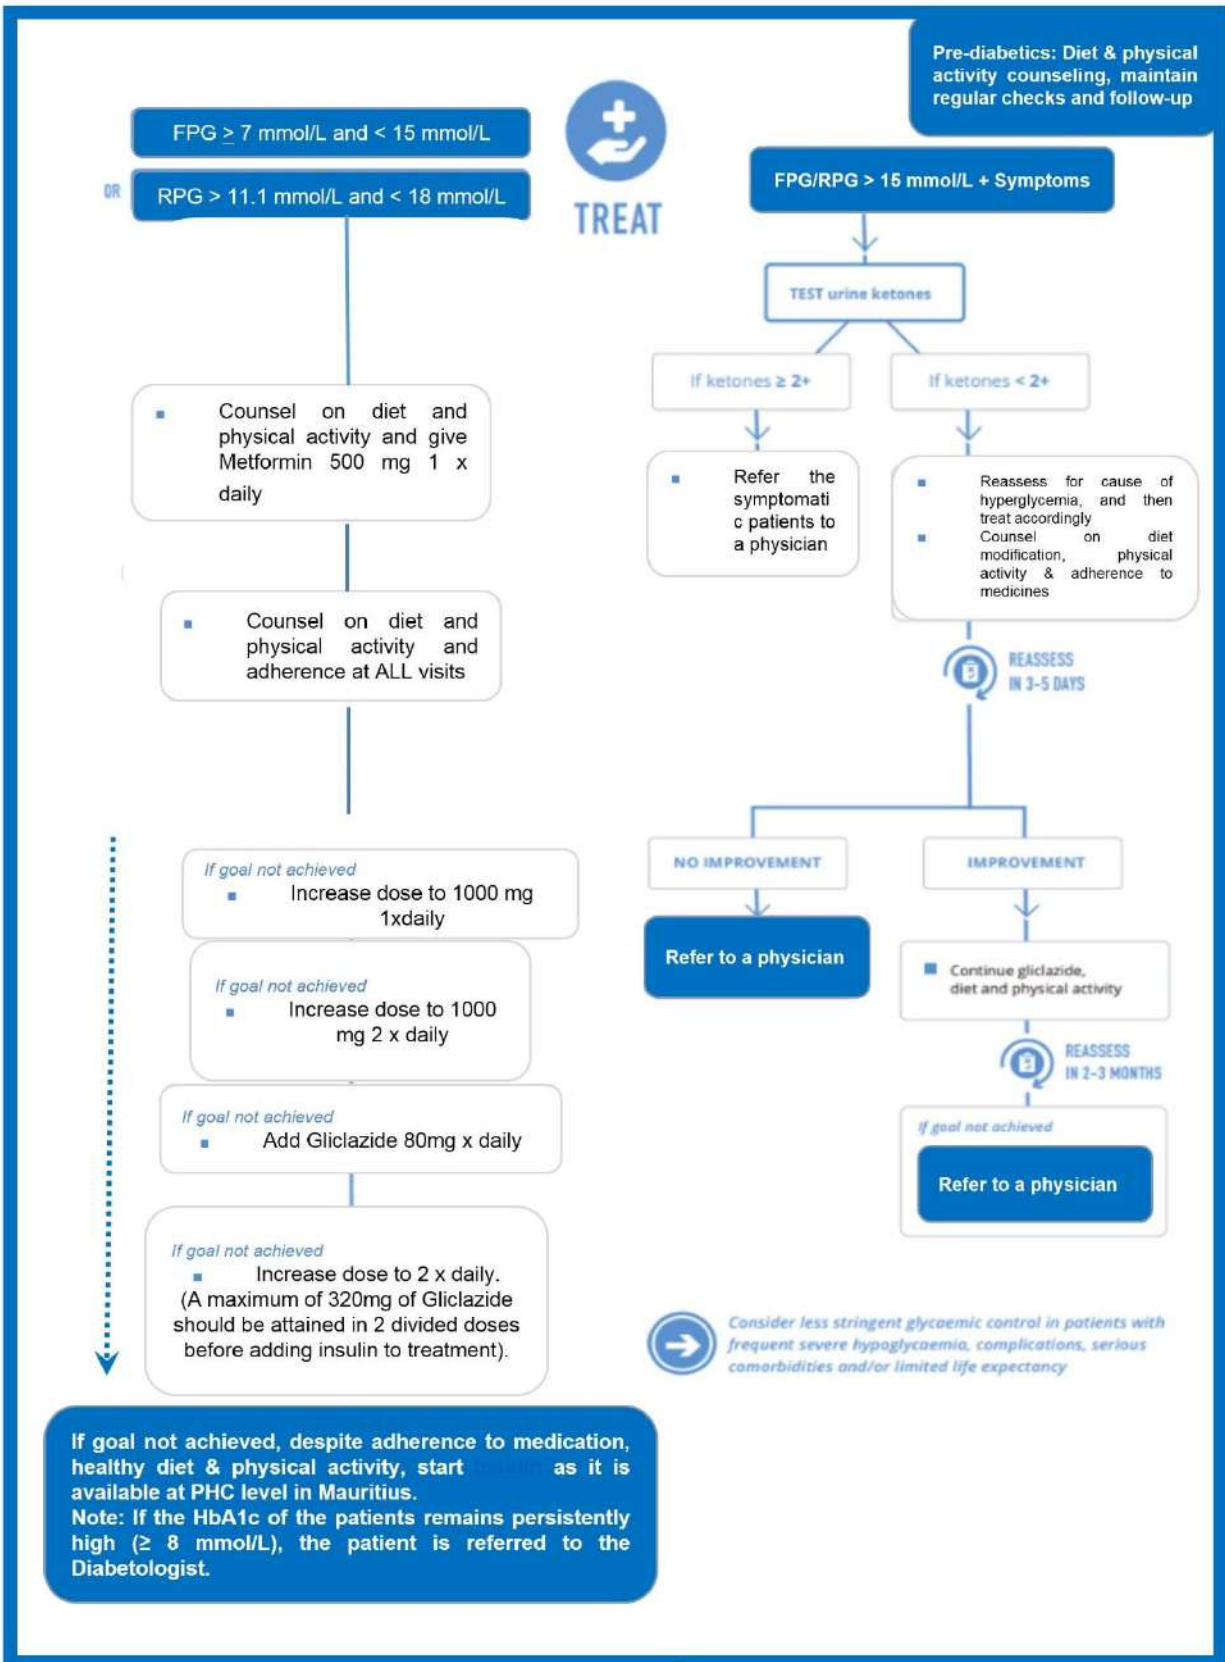 Pre-diabetics: Diet & physical
activity counseling, maintain
regular checks and follow-up
FPG ≥ 7 mmol/L and < 15 mmol/L
OR
RPG > 11.1 mmol/L and < 18 mmol/L
TREAT
Counsel on diet and
physical activity and give
Metformin 500 mg 1 x
daily
Counsel on diet and
physical activity and
adherence at ALL visits
If goal not achieved
Increase dose to 1000 mg
1xdaily
If goal not achieved
Increase dose to 1000
mg 2 x daily
If goal not achieved
Add Gliclazide 80mg x daily
If goal not achieved
Increase dose to 2 x daily.
(A maximum of 320mg of Gliclazide
should be attained in 2 divided doses
before adding insulin to treatment).
If goal not achieved, despite adherence to medication,
healthy diet & physical activity, start insulin as it is
available at PHC level in Mauritius.
Note: If the HbA1c of the patients remains persistently
high (≥ 8 mmol/L), the patient is referred to the
Diabetologist.
FPG/RPG > 15 mmol/L + Symptoms
TEST urine ketones
If ketones ≥ 2+
If ketones < 2+
Refer the
symptomati
c patients to
a physician
Reassess for cause of
hyperglycemia, and then
treat accordingly
Counsel on diet
modification, physical
activity & adherence to
medicines
REASSESS
IN 3-5 DAYS
NO IMPROVEMENT
IMPROVEMENT
Refer to a physician
Continue gliclazide,
diet and physical activity
REASSESS
IN 2-3 MONTHS
If goal not achieved
Refer to a physician
Consider less stringent glycaemic control in patients with
frequent severe hypoglycaemia, complications, serious
comorbidities and/or limited life expectancy